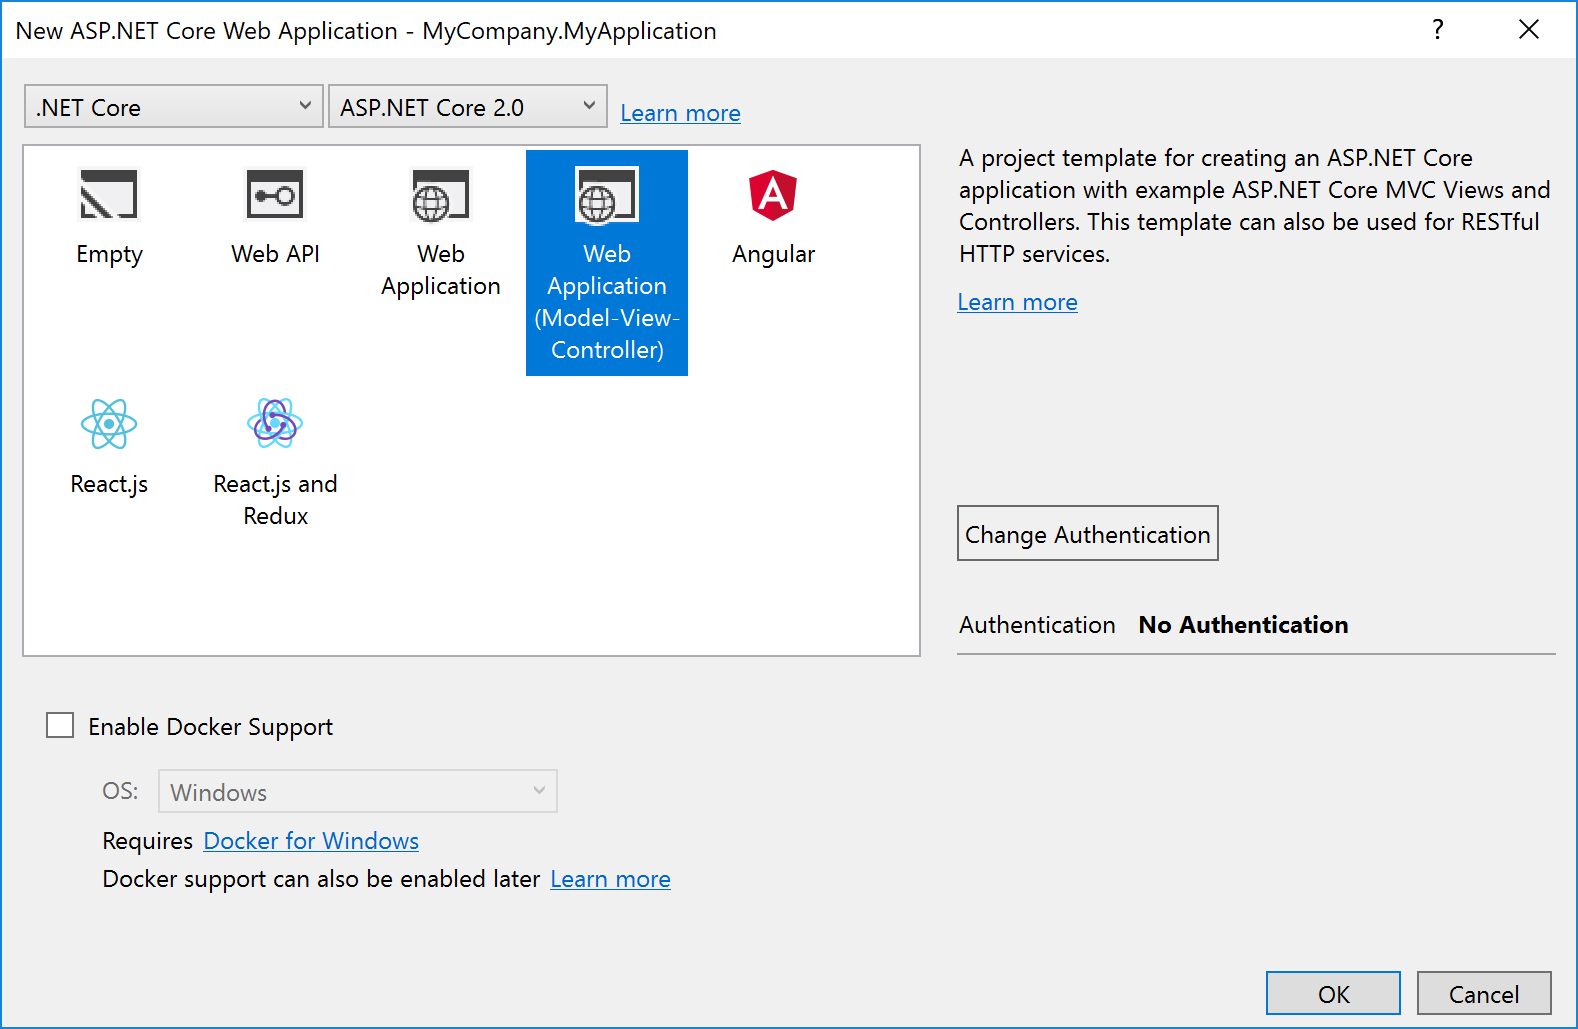 New ASP.NET Core Web Application - MyCompany.MyApplication
?
.NET Core
ASP.NET Core 2.0
Learn more
Empty
Web API
Web
Application
Web
Application
(Model-View-
Controller)
Angular
React.js
React.js and
Redux
A project template for creating an ASP.NET Core
application with example ASP.NET Core MVC Views and
Controllers. This template can also be used for RESTful
HTTP services.
Learn more
Change Authentication
Authentication No Authentication
Enable Docker Support
OS: Windows
Requires Docker for Windows
Docker support can also be enabled later Learn more
OK
Cancel